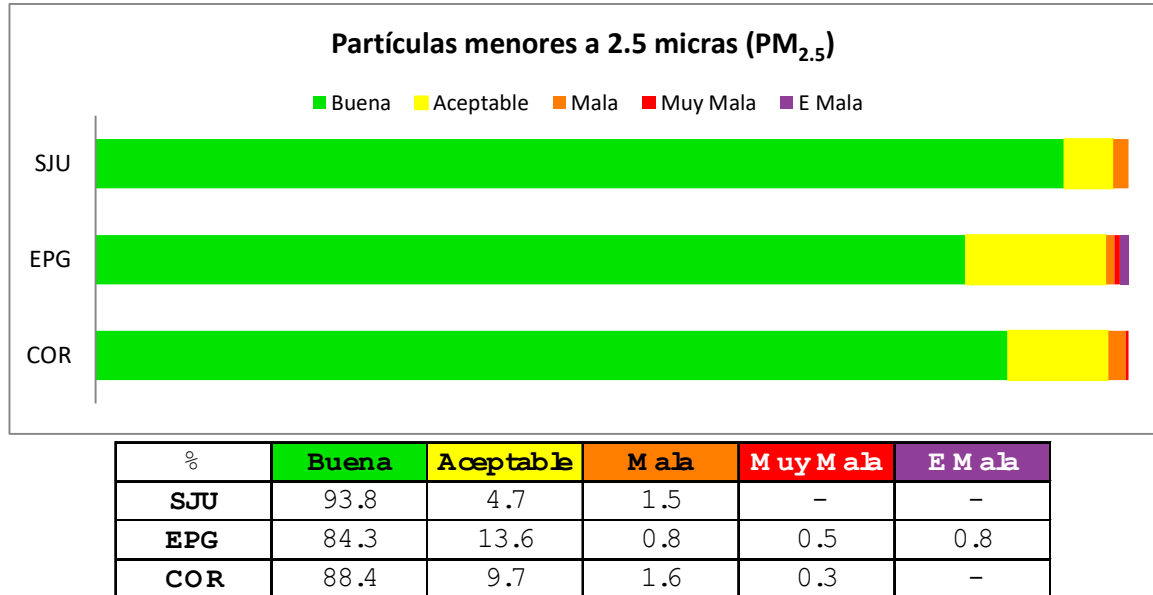 Partículas menores a 2.5 micras (PM2.5)
Buena Aceptable Mala Muy Mala E Mala
SJU
EPG
COR
% Buena Aceptable Mala Muy Mala E Mala
SJU 93.8 4.7 1.5 – –
EPG 84.3 13.6 0.8 0.5 0.8
COR 88.4 9.7 1.6 0.3 –